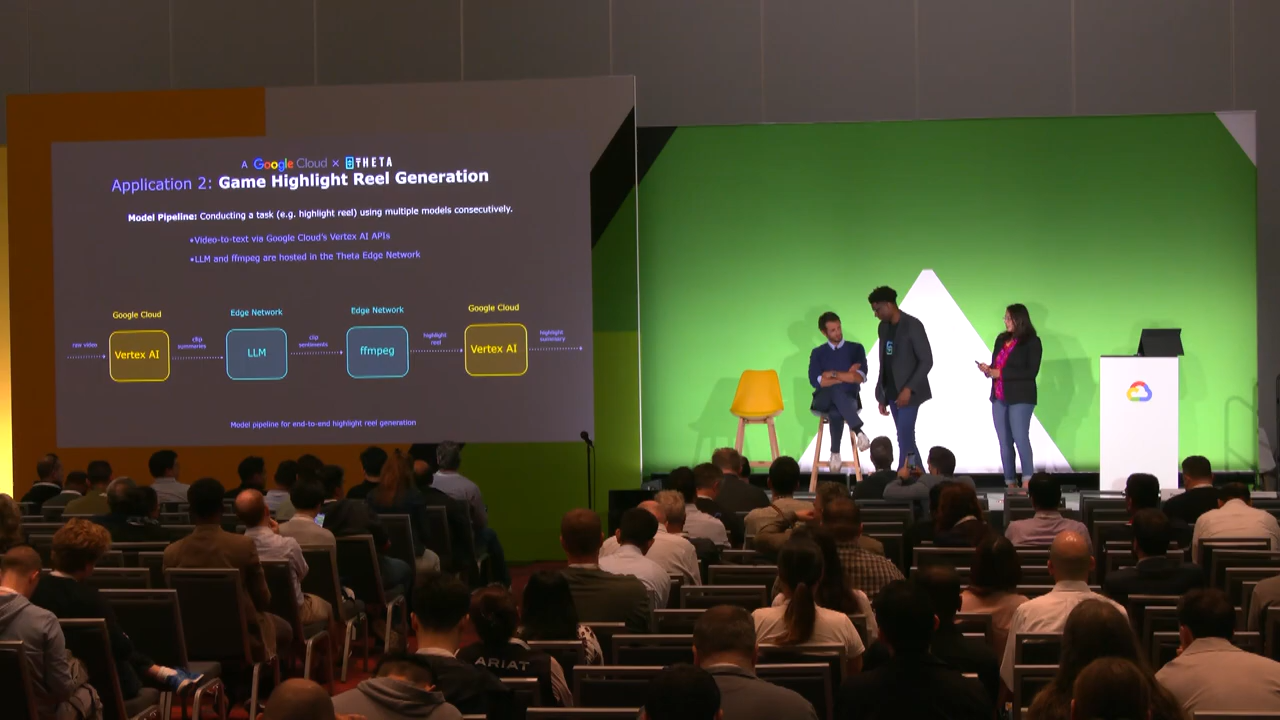 A Google Cloud × THETA
Application 2: Game Highlight Reel Generation
Model Pipeline: Conducting a task (e.g. highlight reel) using multiple models consecutively.
•Video-to-text via Google Cloud's Vertex AI APIs
•LLM and ffmpeg are hosted in the Theta Edge Network
Google Cloud Edge Network Edge Network Google Cloud
raw video Vertex AI clip summaries LLM clip sentiments ffmpeg highlight reel Vertex AI highlight summary
Model pipeline for end-to-end highlight reel generation
ARIAT